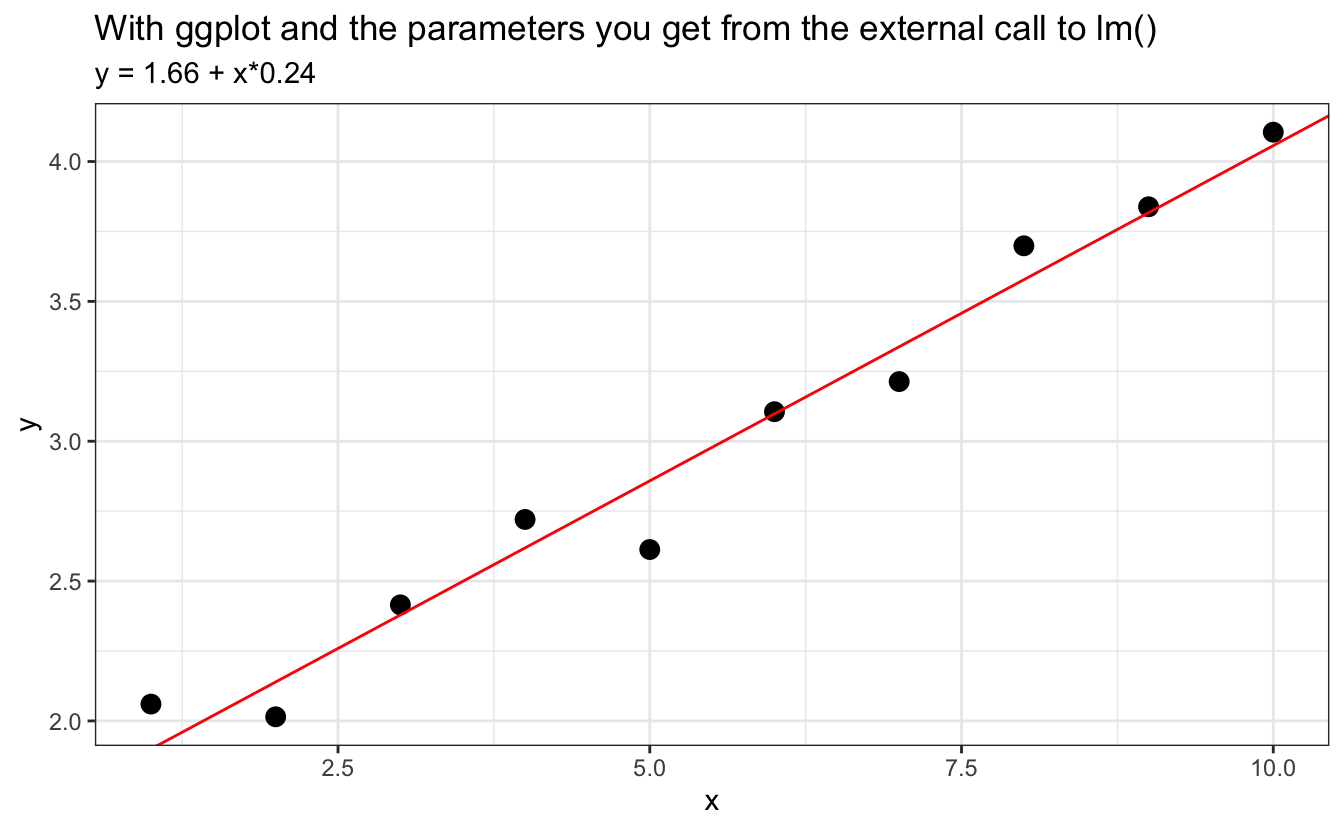 With ggplot and the parameters you get from the external call to lm()
y = 1.66 + x*0.24
4.0
3.5
3.0
2.5
2.0
y
2.5
5.0
7.5
10.0
x